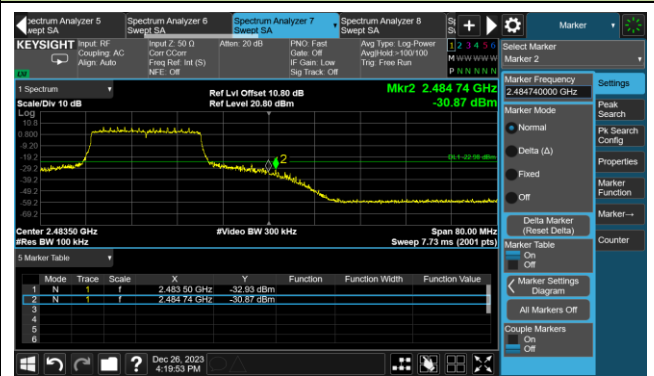 Spectrum Analyzer 5
Swept SA
Spectrum Analyzer 6
Swept SA
Spectrum Analyzer 7
Swept SA
Spectrum Analyzer 8
Swept SA
Marker
KEYSIGHT
Input: RF
Coupling: AC
Align: Auto
Input Z: 50 Ω
Corr CCorr
Freq Ref: Int (S)
NFE: Off
Atten: 20 dB
PNO: Fast
Gate: Off
IF Gain: Low
Sig Track: Off
Avg Type: Log-Power
Avg|Hold:>100/100
Trig: Free Run
1 2 3 4 5 6
M W W W W W
P N N N N N
1 Spectrum
Scale/Div 10 dB
Log
Ref Lvl Offset 10.80 dB
Ref Level 20.80 dBm
Mkr2 2.484 74 GHz
-30.87 dBm
10.8
0.800
-9.20
-19.2
-29.2
-39.2
-49.2
-59.2
-69.2
2
DL1 -22.98 dBm
Center 2.48350 GHz
#Res BW 100 kHz
#Video BW 300 kHz
Span 80.00 MHz
Sweep 7.73 ms (2001 pts)
5 Marker Table
Mode Trace Scale X Y Function Function Width Function Value
1 N 1 f 2.483 50 GHz -32.93 dBm
2 N 1 f 2.484 74 GHz -30.87 dBm
3
4
5
6
Select Marker
Marker 2
Marker Frequency
2.484740000 GHz
Marker Mode
Normal
Delta (Δ)
Fixed
Off
Delta Marker
(Reset Delta)
Marker Table
On
Off
Marker Settings
Diagram
All Markers Off
Couple Markers
On
Off
Settings
Peak
Search
Pk Search
Config
Properties
Marker
Function
Marker→
Counter
Dec 26, 2023
4:19:53 PM